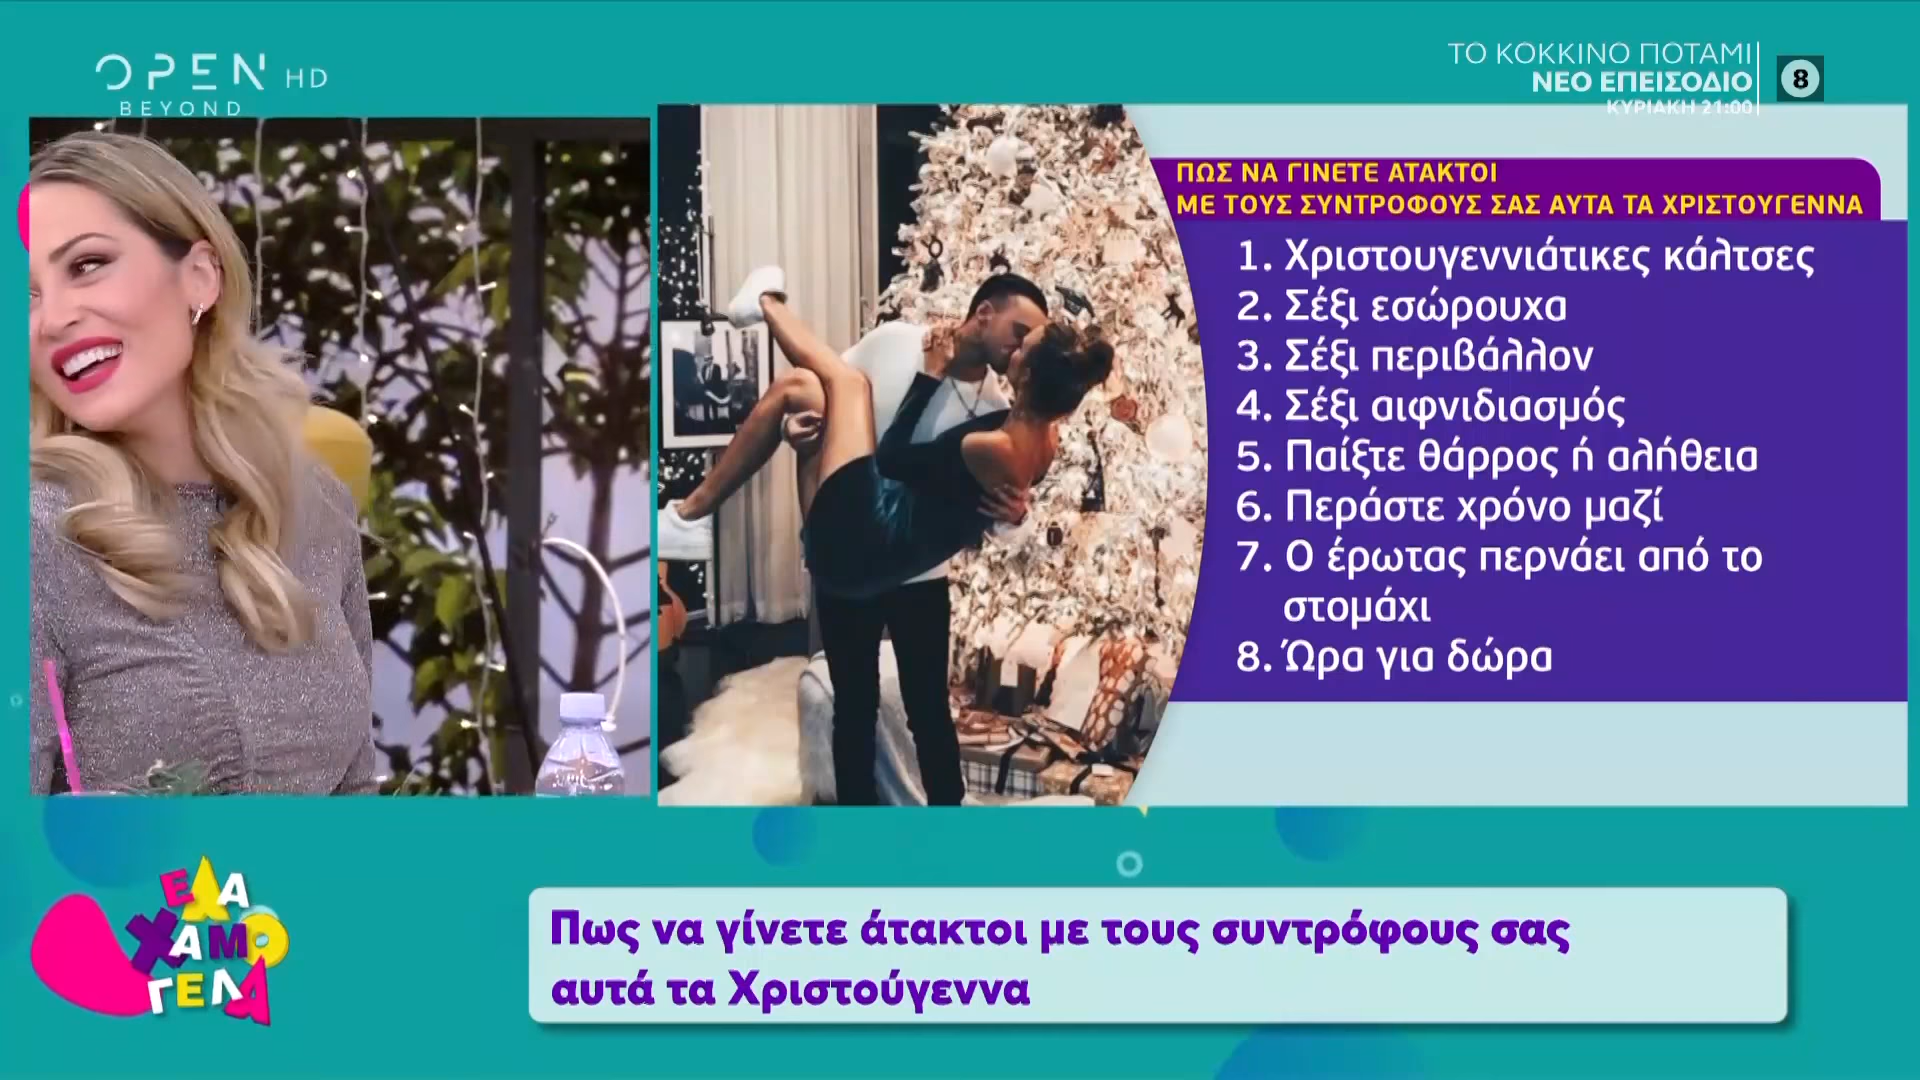 OPEN HD
BEYOND
ΤΟ ΚΟΚΚΙΝΟ ΠΟΤΑΜΙ
ΝΕΟ ΕΠΕΙΣΟΔΙΟ
ΚΥΡΙΑΚΗ 21:00
8
ΠΩΣ ΝΑ ΓΙΝΕΤΕ ΑΤΑΚΤΟΙ
ΜΕ ΤΟΥΣ ΣΥΝΤΡΟΦΟΥΣ ΣΑΣ ΑΥΤΑ ΤΑ ΧΡΙΣΤΟΥΓΕΝΝΑ
1. Χριστουγεννιάτικες κάλτσες
2. Σέξι εσώρουχα
3. Σέξι περιβάλλον
4. Σέξι αιφνιδιασμός
5. Παίξτε θάρρος ή αλήθεια
6. Περάστε χρόνο μαζί
7. Ο έρωτας περνάει από το
στομάχι
8. Ώρα για δώρα
ΕΛΑ
ΧΑΜΟ
ΓΕΛΑ
Πως να γίνετε άτακτοι με τους συντρόφους σας
αυτά τα Χριστούγεννα